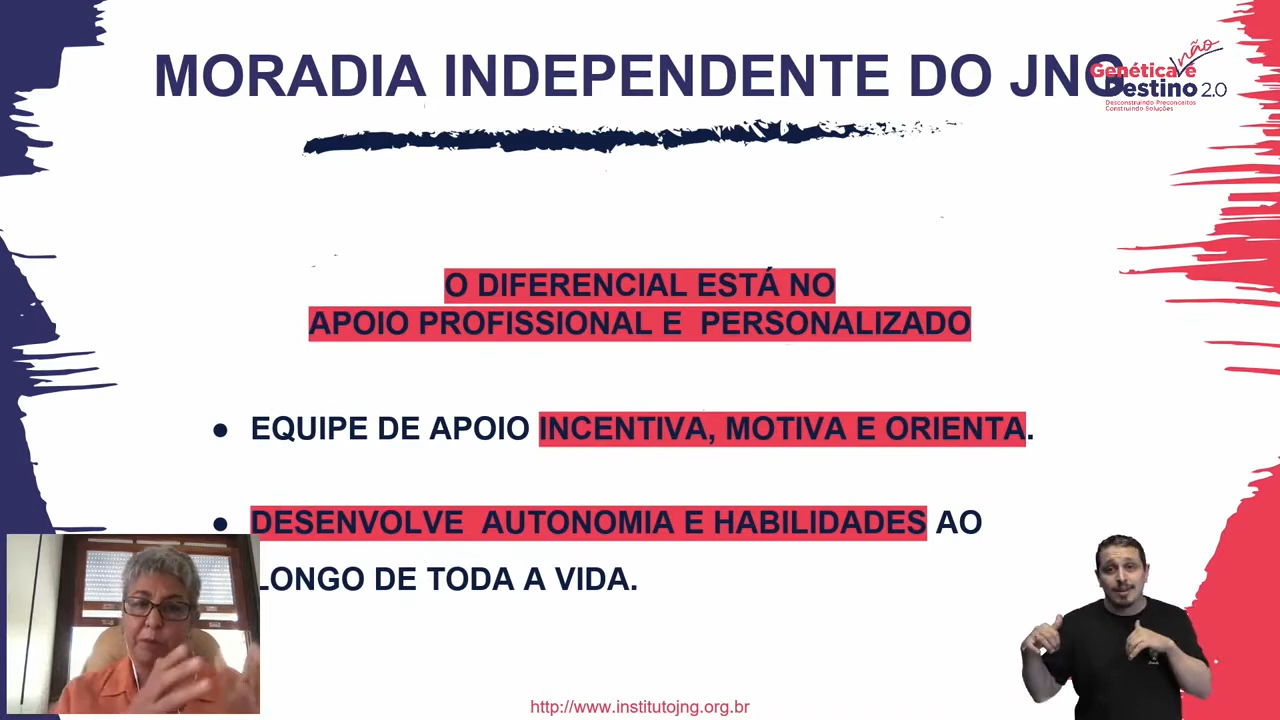 MORADIA INDEPENDENTE DO JNG
Genética não é
Destino 2.0
Desconstruindo Preconceitos
Construindo Soluções
O DIFERENCIAL ESTÁ NO
APOIO PROFISSIONAL E PERSONALIZADO
● EQUIPE DE APOIO INCENTIVA, MOTIVA E ORIENTA.
● DESENVOLVE AUTONOMIA E HABILIDADES AO
LONGO DE TODA A VIDA.
http://www.institutojng.org.br